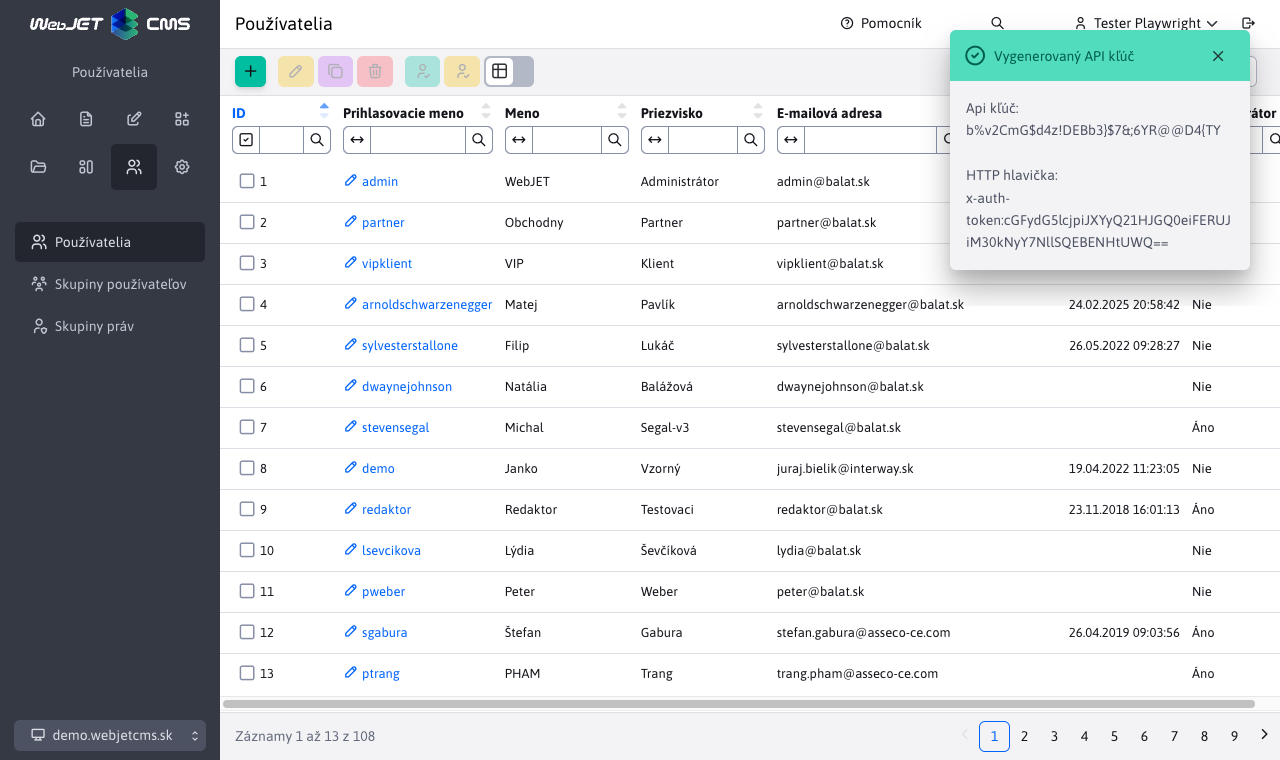 WebJET CMS
Používatelia
Pomocník
Tester Playwright
Používatelia
Používatelia
Skupiny používateľov
Skupiny práv
demo.webjetcms.sk
Vygenerovaný API kľúč
Api kľúč:
b%v2CmG$d4z!DEBb3}$7&;6YR@@D4(TY
HTTP hlavička:
x-auth-
token:cGFydG5lcjpiJXYyQ21HJGQ0eiFERUJ
iM30kNyY7NllSQEBENHtUWQ==
ID Prihlasovacie meno Meno Priezvisko E-mailová adresa
1 admin WebJET Administrátor admin@balat.sk
2 partner Obchodny Partner partner@balat.sk
3 vipklient VIP Klient vipklient@balat.sk
4 arnoldschwarzenegger Matej Pavlík arnoldschwarzenegger@balat.sk 24.02.2025 20:58:42 Nie
5 sylvesterstallone Filip Lukáč sylvesterstallone@balat.sk 26.05.2022 09:28:27 Nie
6 dwaynejohnson Natália Balážová dwaynejohnson@balat.sk Nie
7 stevensegal Michal Segal-v3 stevensegal@balat.sk Áno
8 demo Janko Vzorný juraj.bielik@interway.sk 19.04.2022 11:23:05 Nie
9 redaktor Redaktor Testovaci redaktor@balat.sk 23.11.2018 16:01:13 Áno
10 lsevcikova Lýdia Ševčíková lydia@balat.sk Nie
11 pweber Peter Weber peter@balat.sk Nie
12 sgabura Štefan Gabura stefan.gabura@asseco-ce.com 26.04.2019 09:03:56 Áno
13 ptrang PHAM Trang trang.pham@asseco-ce.com Áno
Záznamy 1 až 13 z 108
1 2 3 4 5 6 7 8 9